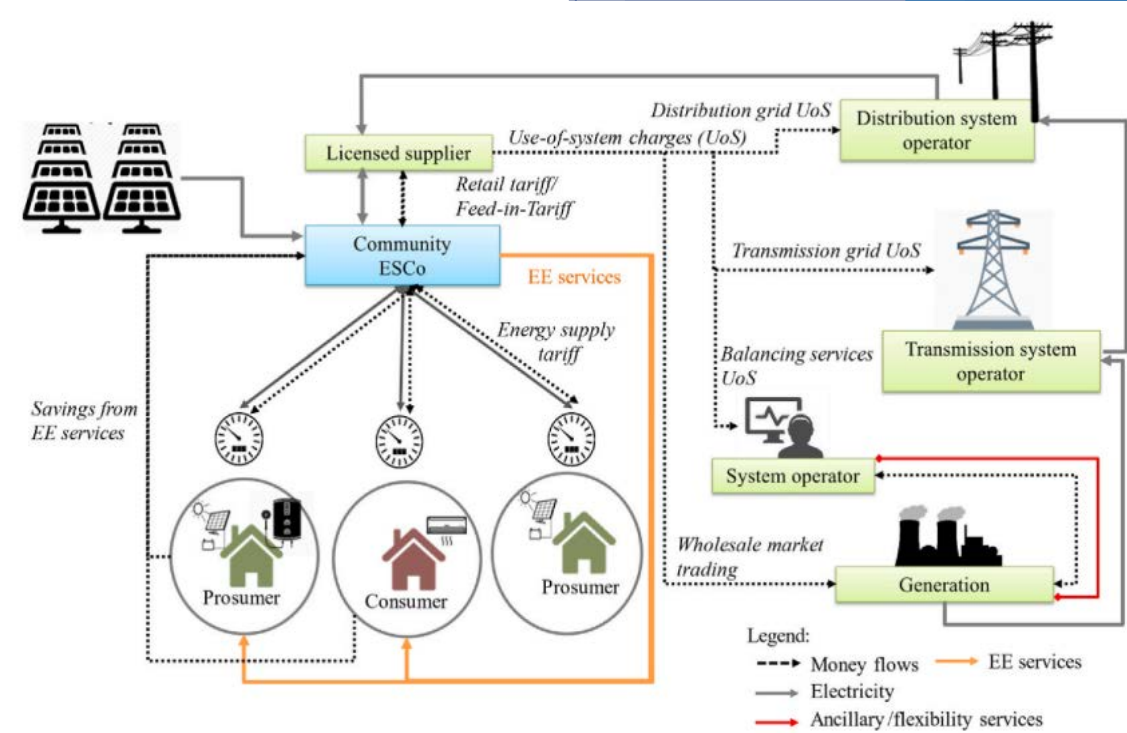 Distribution grid UoS
Distribution system
operator
Use-of-system charges (UoS)
Licensed supplier
Retail tariff/
Feed-in-Tariff
Community
ESCo
Transmission grid UoS
EE services
Energy supply
tariff
Transmission system
operator
Balancing services
UoS
Savings from
EE services
System operator
Wholesale market
trading
Generation
Prosumer
Consumer
Prosumer
Legend:
Money flows
EE services
Electricity
Ancillary/flexibility services